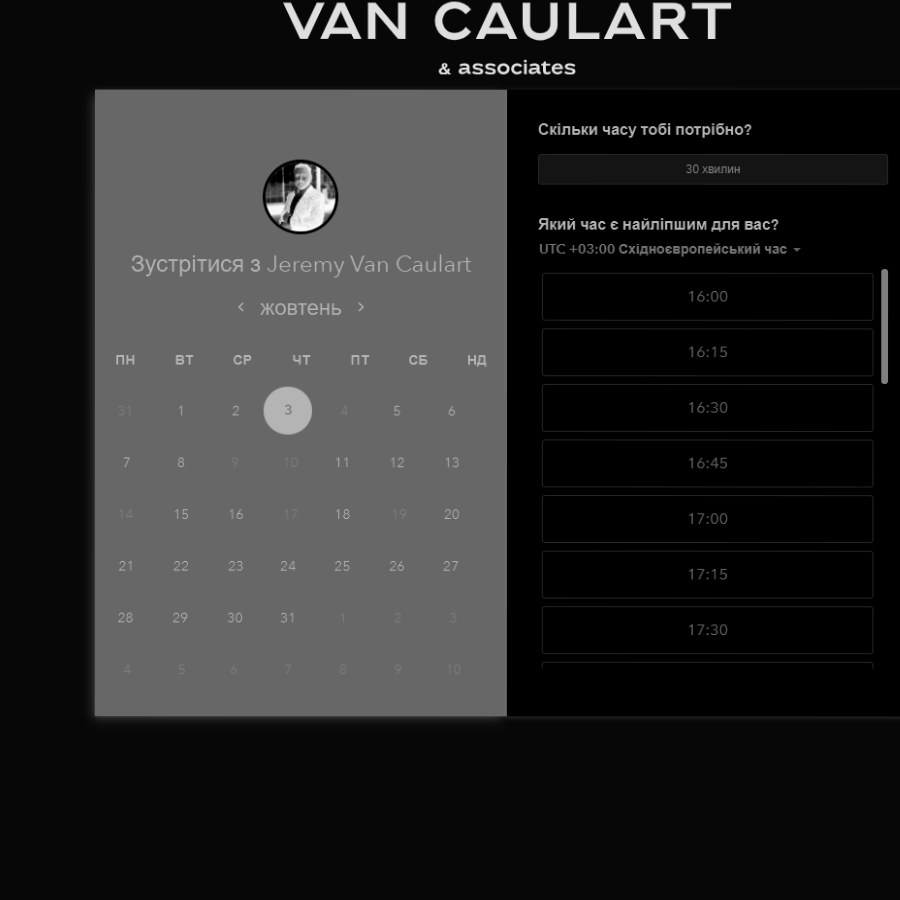 VAN CAULART
& associates
Зустрітися з Jeremy Van Caulart
жовтень
ПН ВТ СР ЧТ ПТ СБ НД
31 1 2 3 4 5 6
7 8 9 10 11 12 13
14 15 16 17 18 19 20
21 22 23 24 25 26 27
28 29 30 31 1 2 3
4 5 6 7 8 9 10
Скільки часу тобі потрібно?
30 хвилин
Який час є найліпшим для вас?
UTC +03:00 Східноєвропейський час
16:00
16:15
16:30
16:45
17:00
17:15
17:30